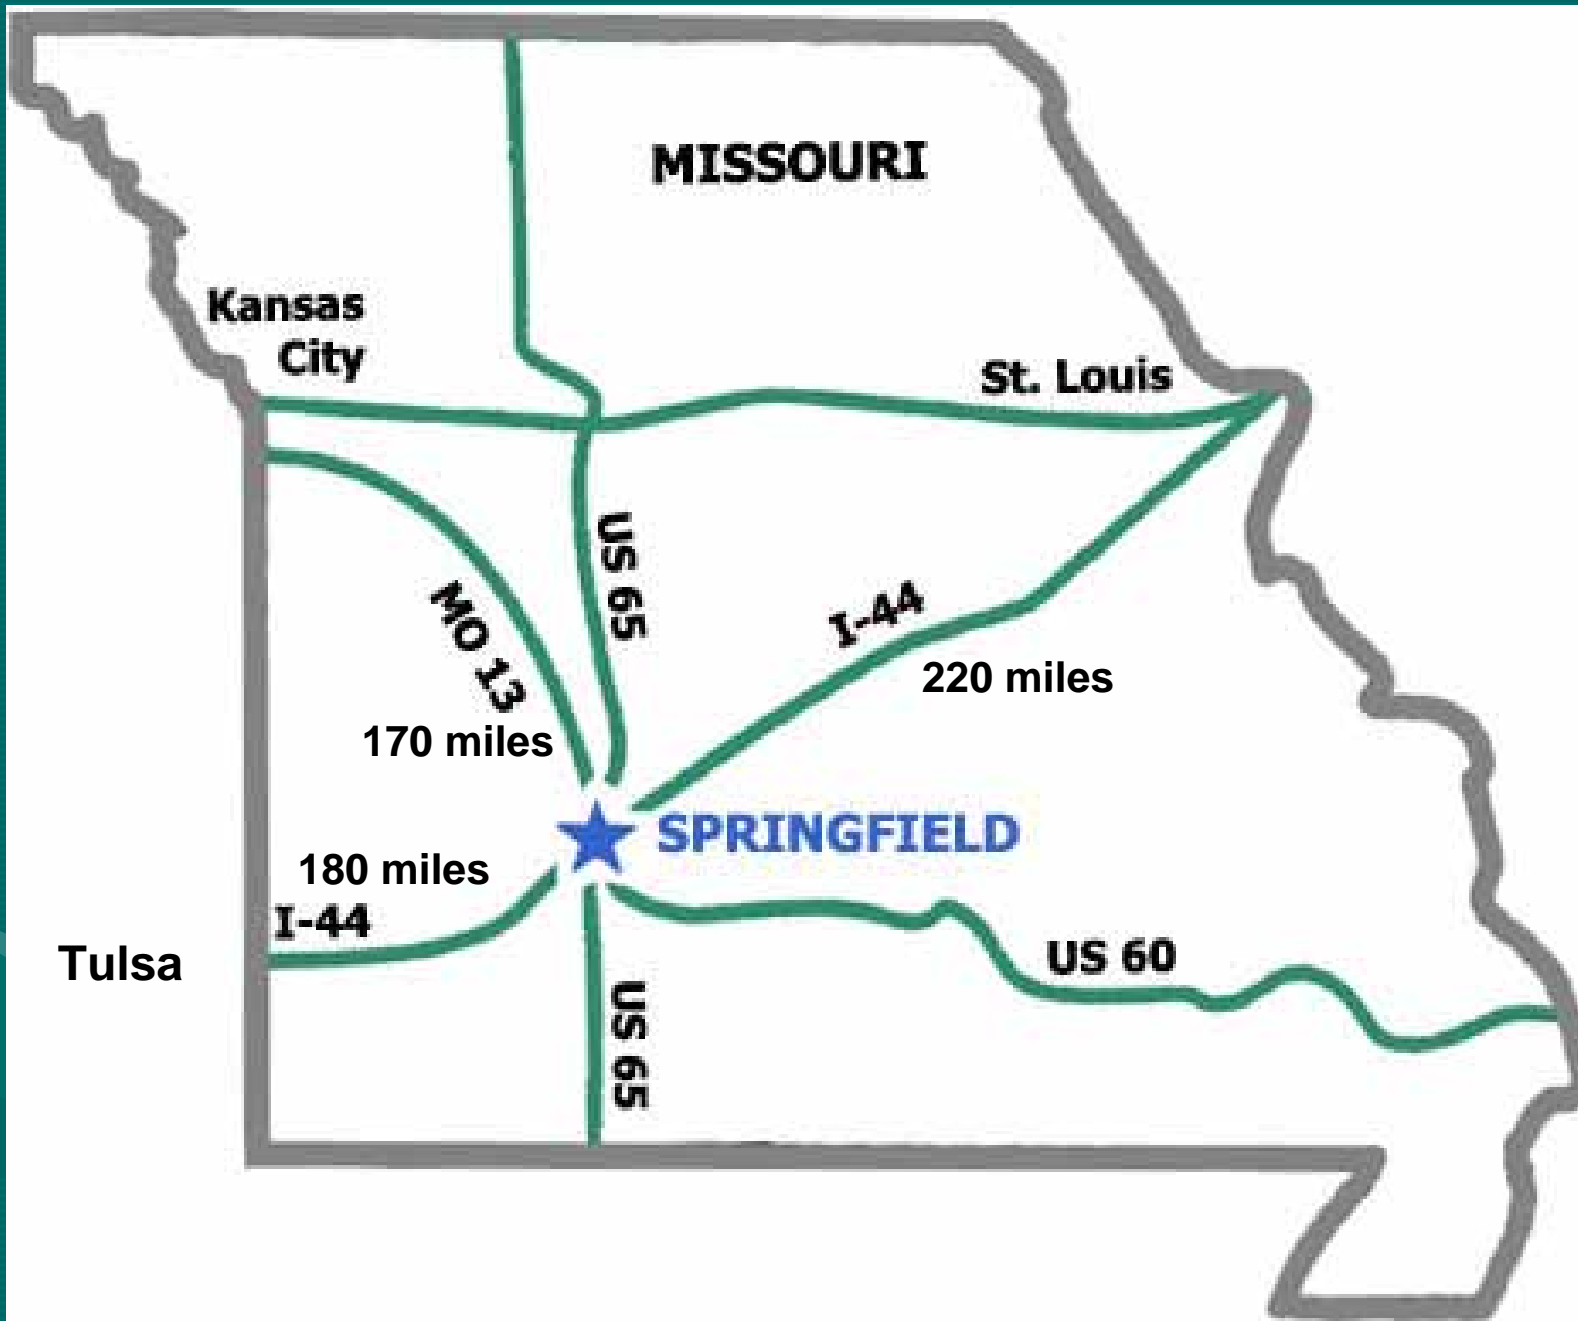 MISSOURI
Kansas
City
St. Louis
US 65
MO 13
I-44
220 miles
170 miles
SPRINGFIELD
180 miles
I-44
Tulsa
US 60
US 65